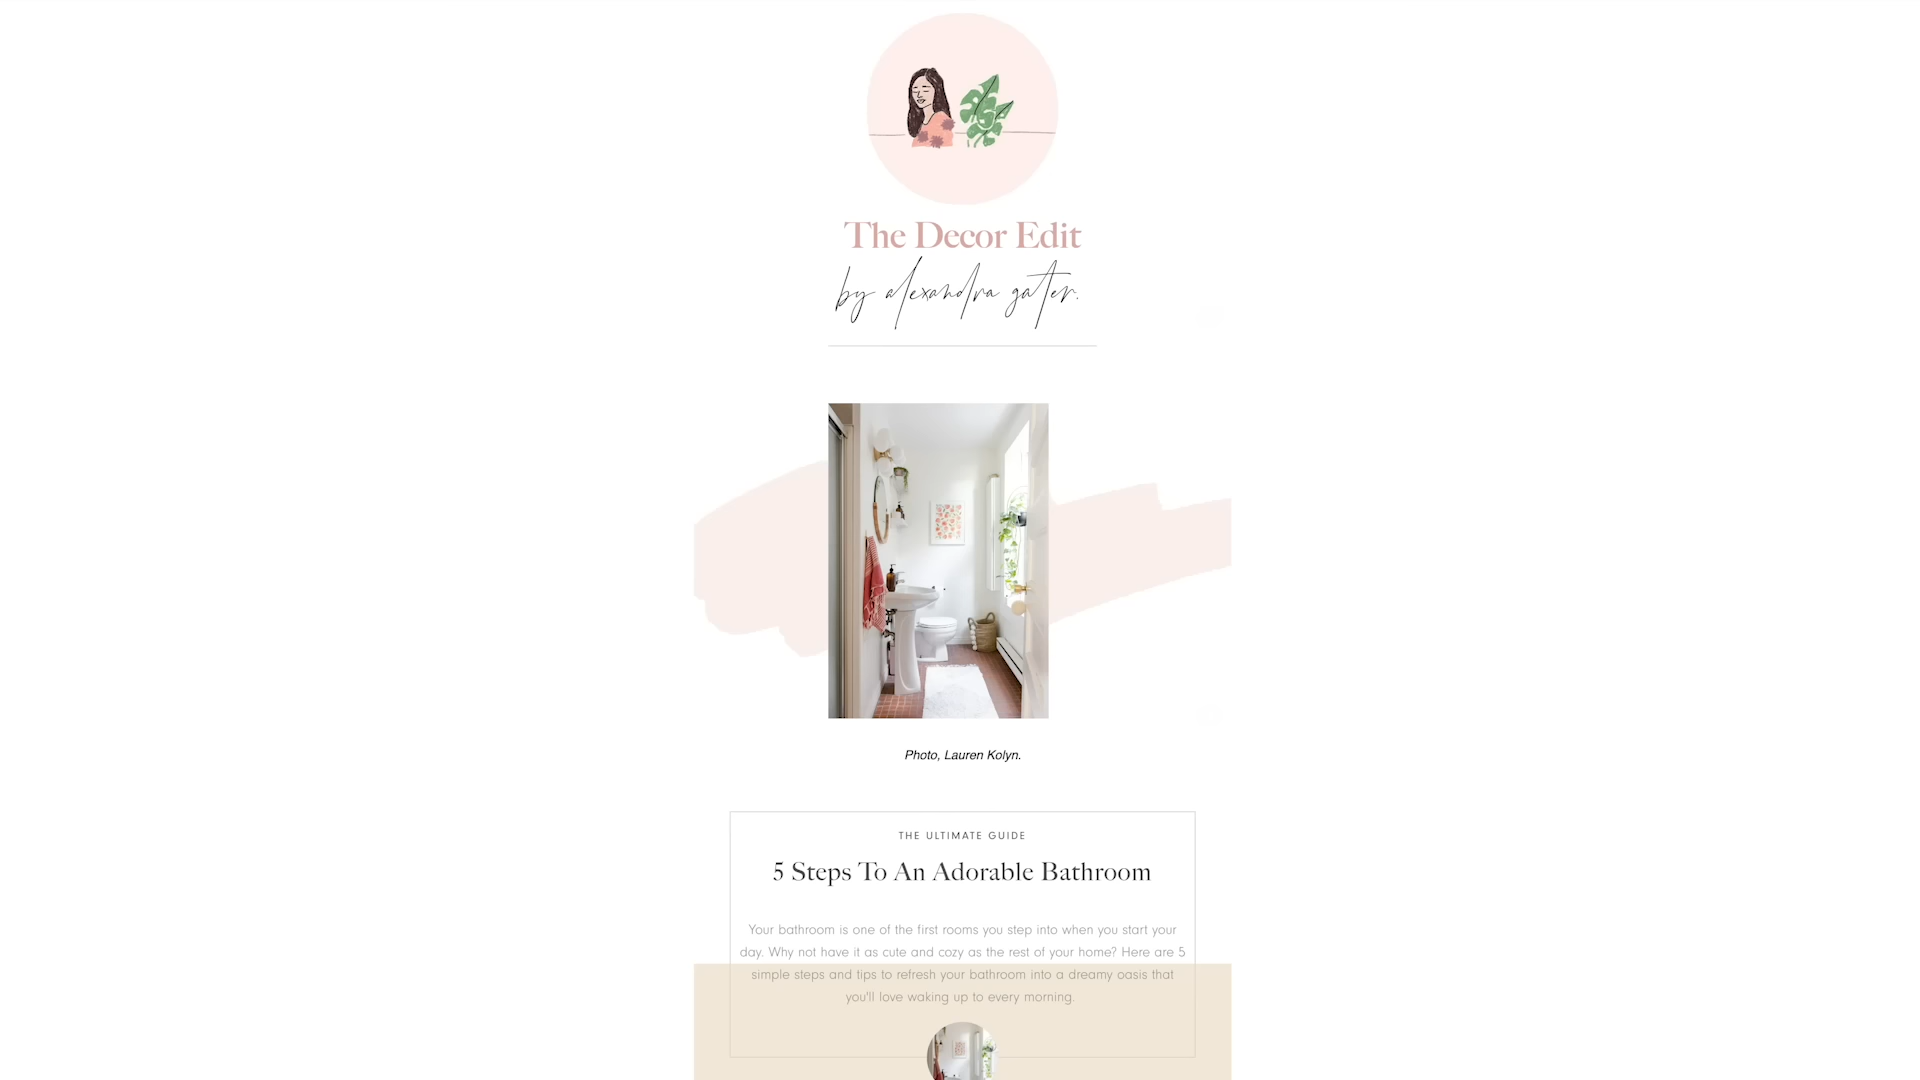 The Decor Edit
by alexandra gater.
Photo, Lauren Kolyn.
THE ULTIMATE GUIDE
5 Steps To An Adorable Bathroom
Your bathroom is one of the first rooms you step into when you start your
day. Why not have it as cute and cozy as the rest of your home? Here are 5
simple steps and tips to refresh your bathroom into a dreamy oasis that
you'll love waking up to every morning.